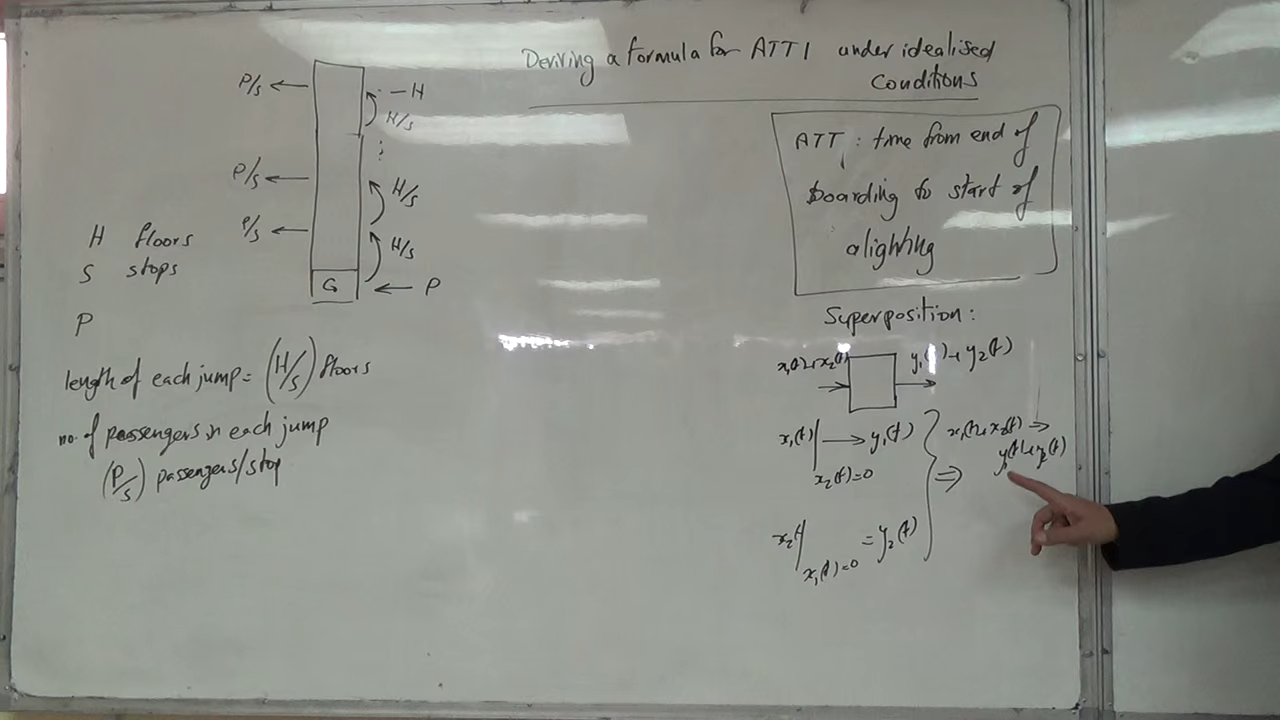 Deriving a formula for ATT1 under idealised
conditions
P/S
- H
H/S
P/S
H/S
P/S
H/S
G
P
H floors
S stops
P
length of each jump = (H/S) floors
no. of passengers in each jump
(P/S) passengers/stop
ATT : time from end of
boarding to start of
alighting
Superposition:
x1(t)+x2(t)
y1( )+y2(t)
x1(t) → y1(t)
x2(t)=0
x1(t)+x2(t) ⇒
y1(t)+y2(t)
⇒
x2(
= y2(t)
x1(t)=0